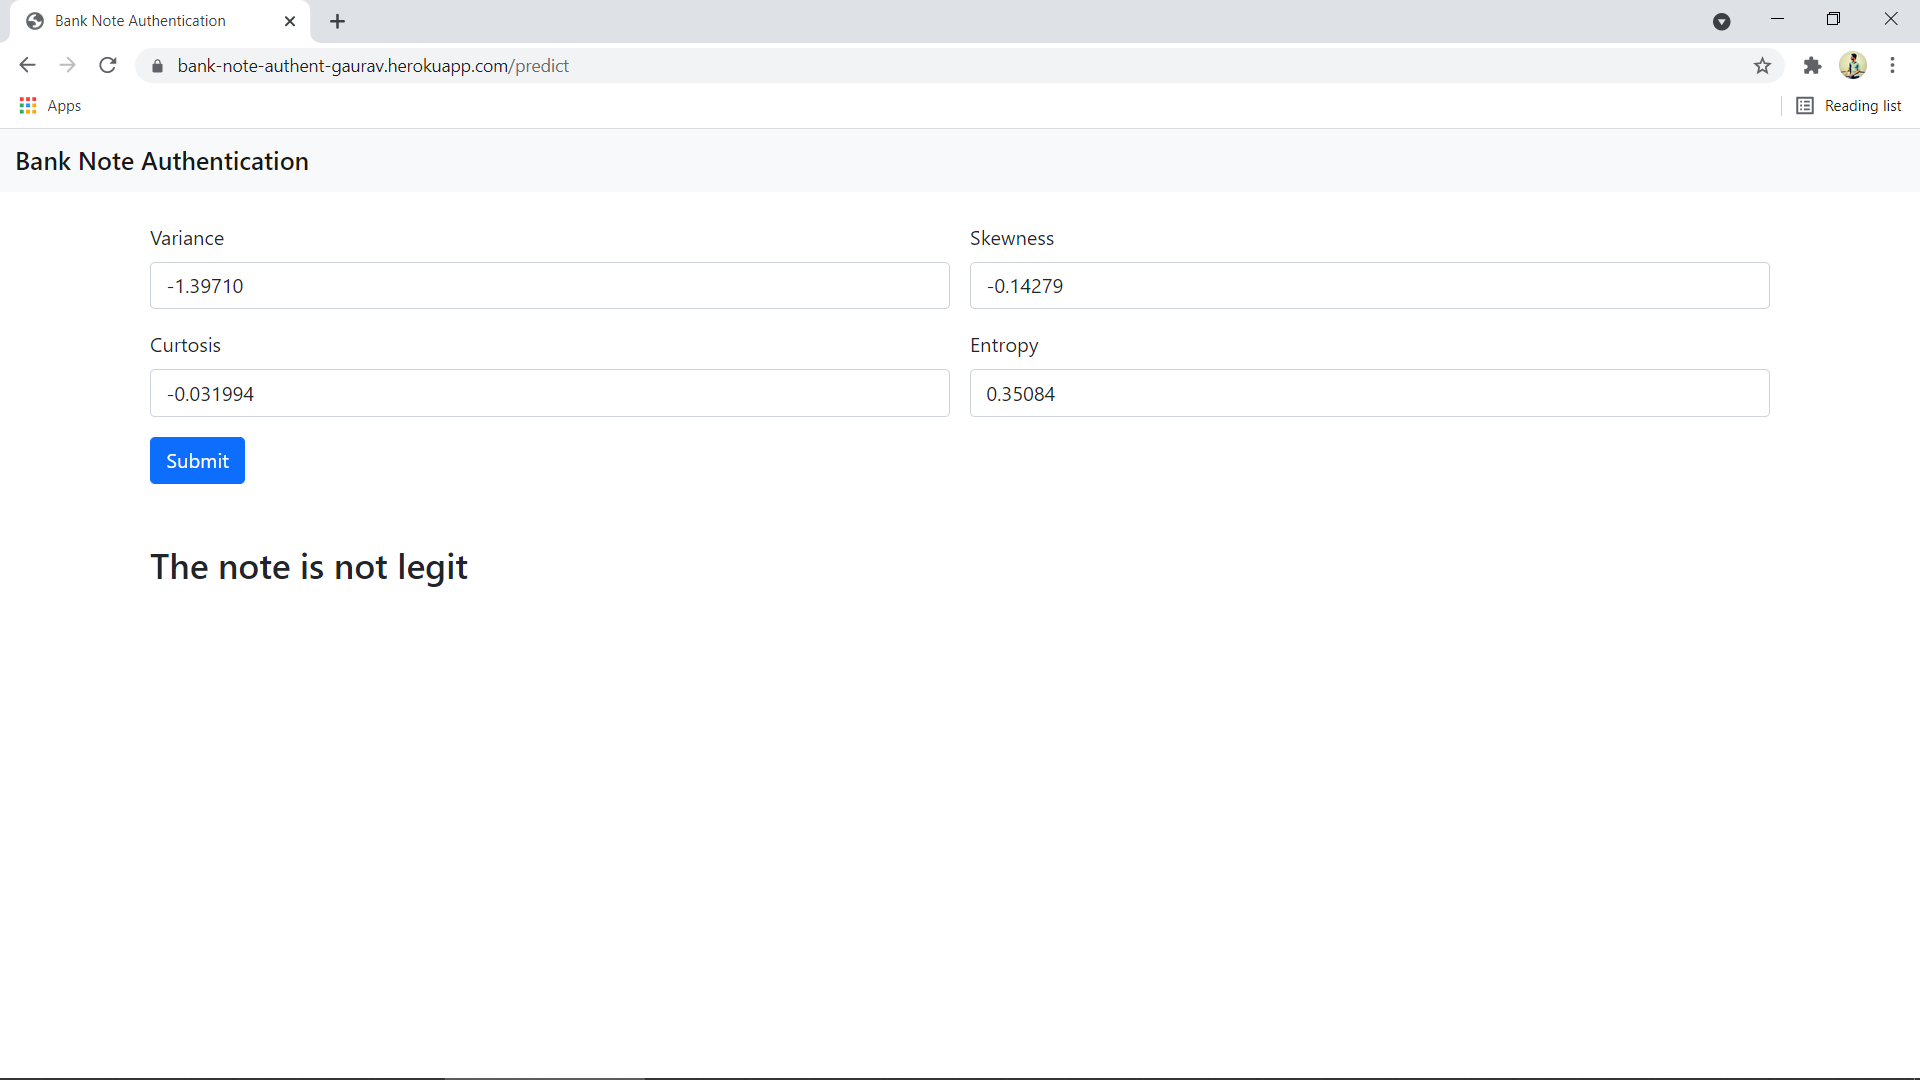 Bank Note Authentication
bank-note-authent-gaurav.herokuapp.com/predict
Apps
Reading list
Bank Note Authentication
Variance
Skewness
-1.39710
-0.14279
Curtosis
Entropy
-0.031994
0.35084
Submit
The note is not legit